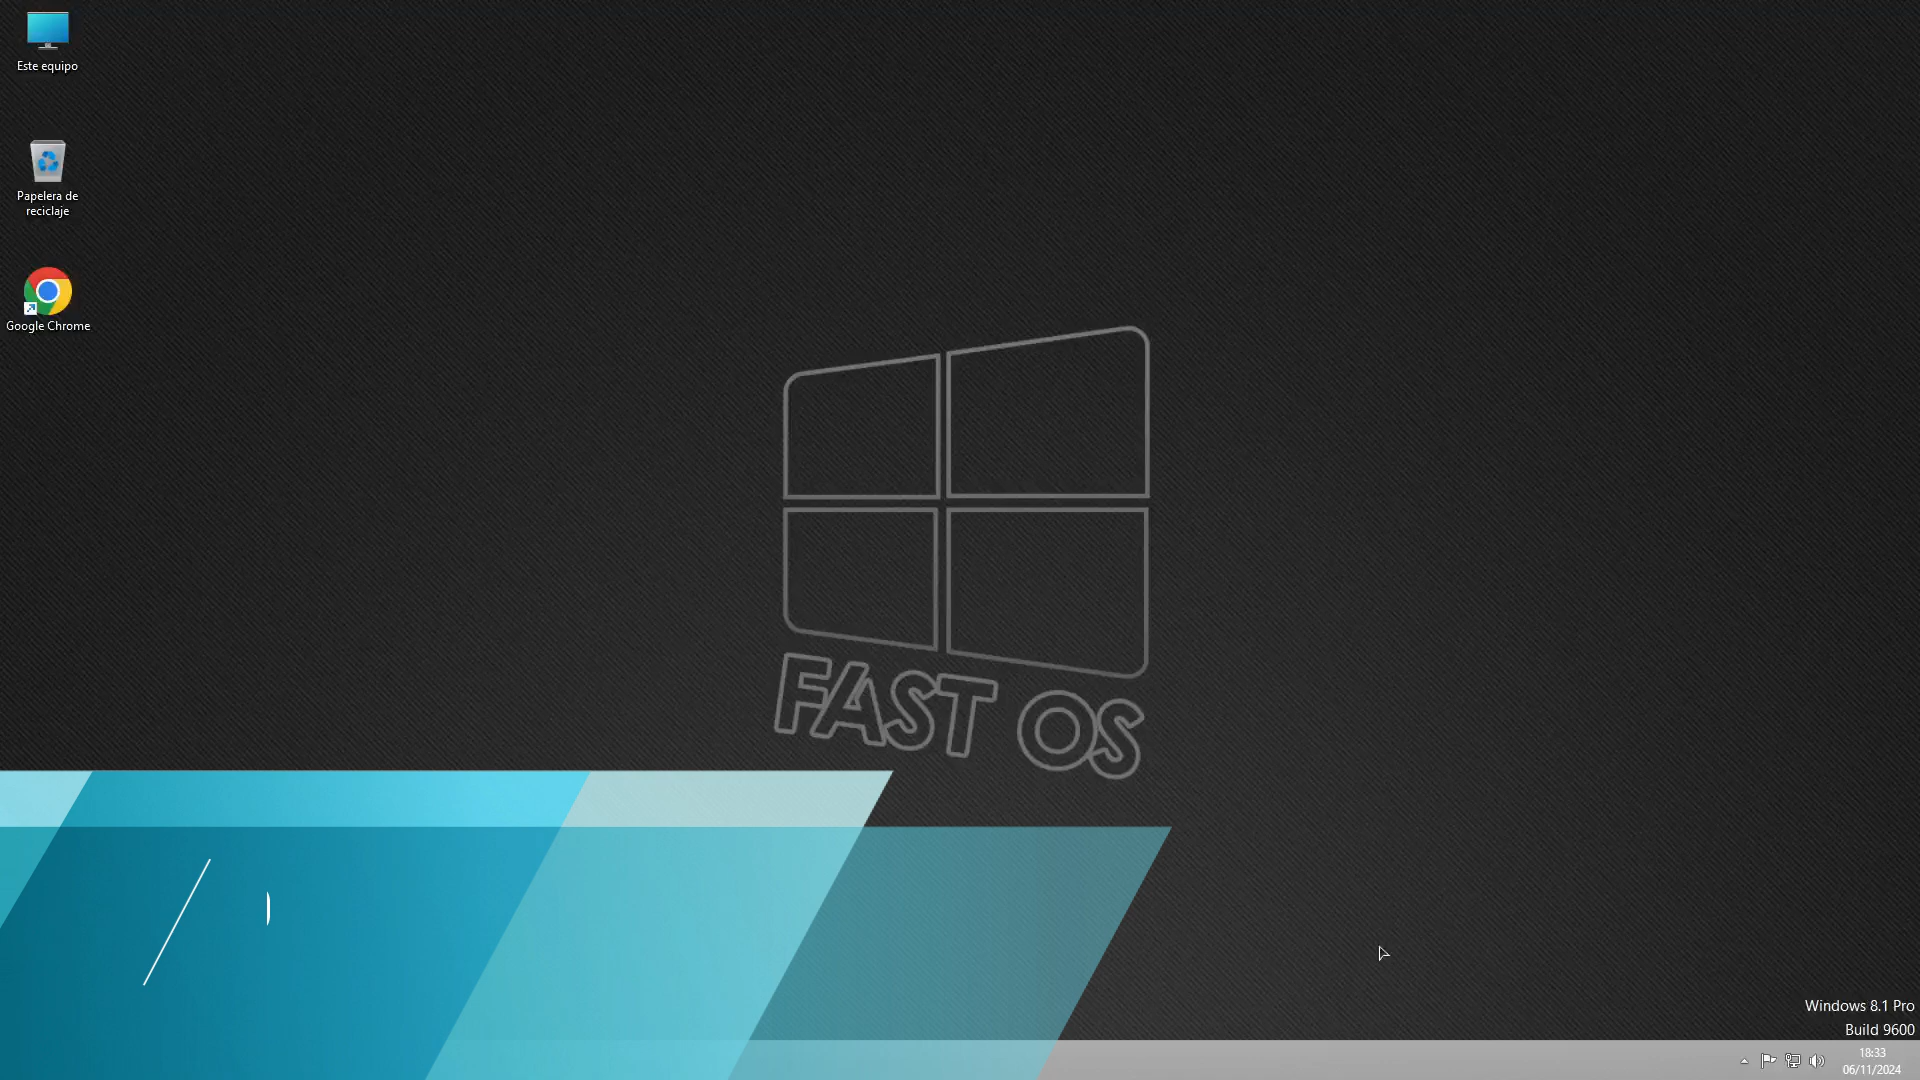 Este equipo
Papelera de
reciclaje
Google Chrome
FAST OS
Windows 8.1 Pro
Build 9600
18:33
06/11/2024